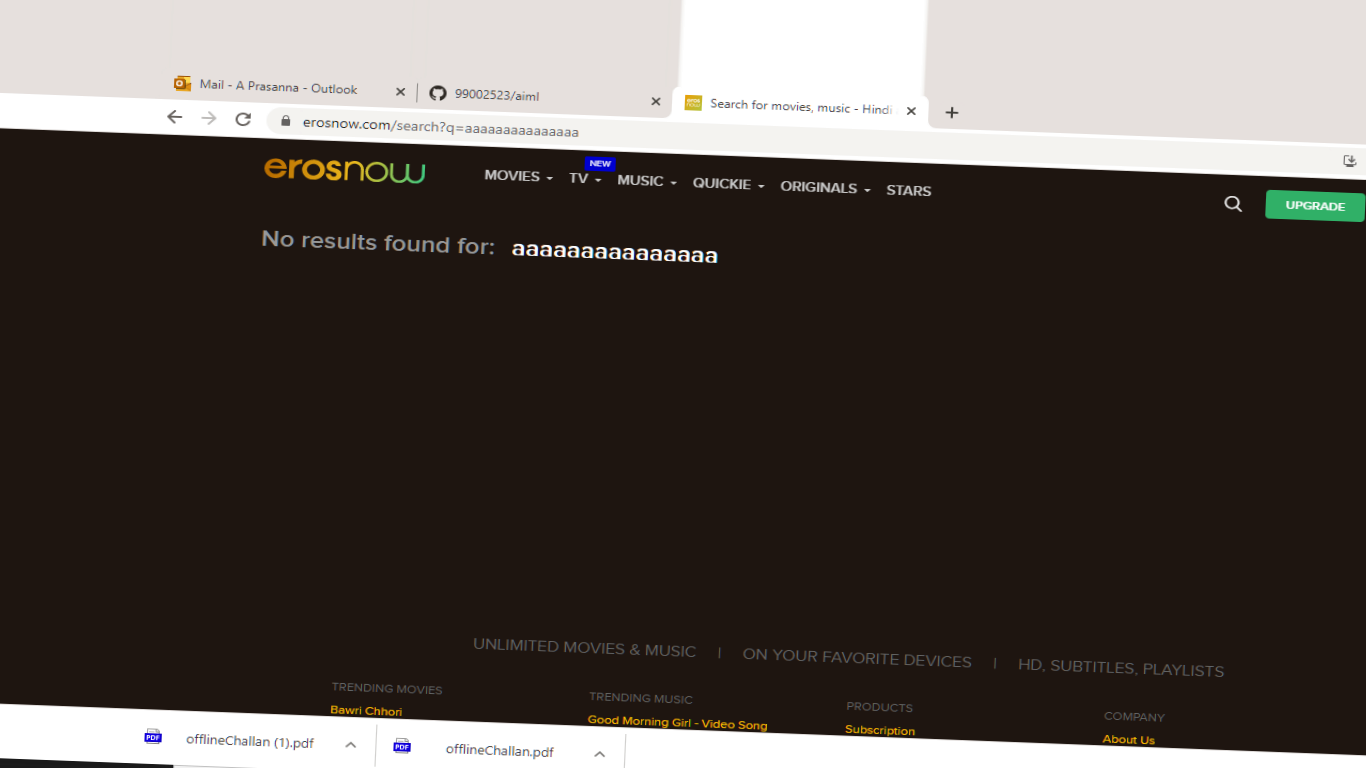 Mail - A Prasanna - Outlook
99002523/aiml
Search for movies, music - Hindi
erosnow.com/search?q=aaaaaaaaaaaaaaa
erosnow
MOVIES TV NEW MUSIC QUICKIE ORIGINALS STARS
UPGRADE
No results found for: aaaaaaaaaaaaaaa
UNLIMITED MOVIES & MUSIC | ON YOUR FAVORITE DEVICES | HD, SUBTITLES, PLAYLISTS
TRENDING MOVIES
Bawri Chhori
TRENDING MUSIC
Good Morning Girl - Video Song
PRODUCTS
Subscription
COMPANY
About Us
PDF offlineChallan (1).pdf
PDF offlineChallan.pdf